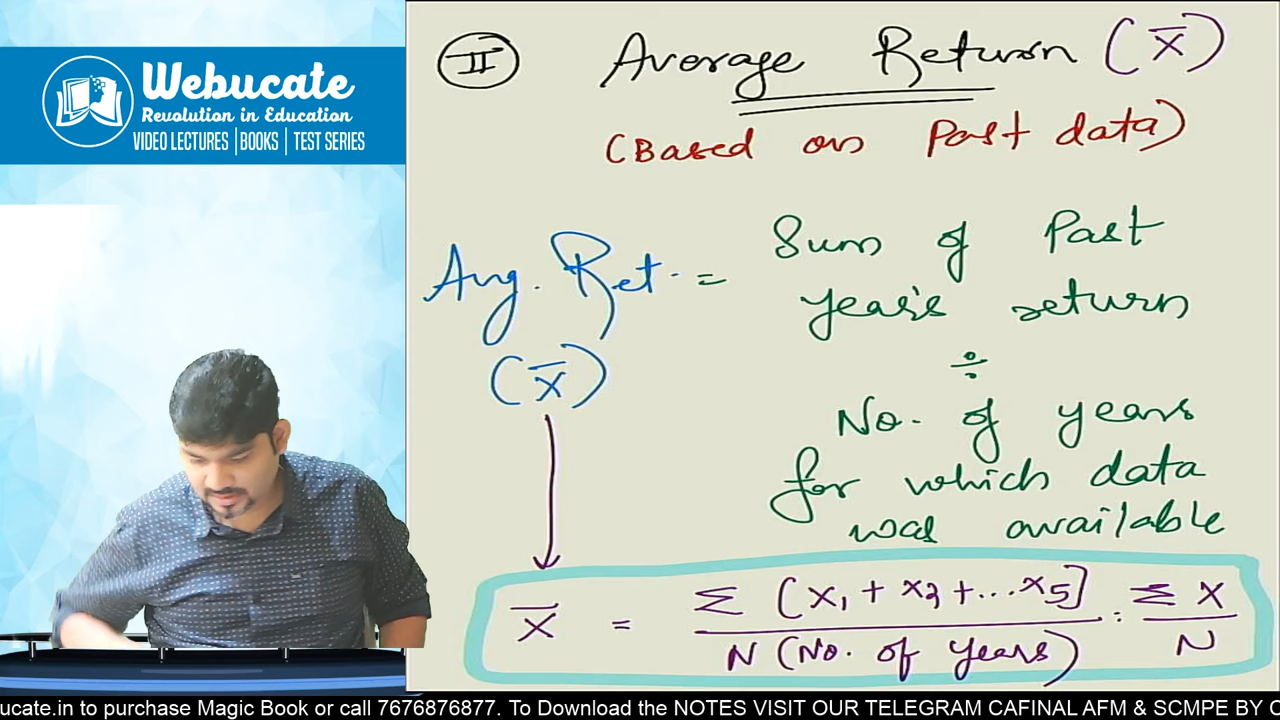 Webucate
Revolution in Education
VIDEO LECTURES | BOOKS | TEST SERIES
II Average Return (x̄)
(Based on Past data)
Avg. Ret. = Sum of Past
year's return
(x̄)
÷
No. of years
for which data
was available
x̄ = Σ [x₁ + x₂ + ... x₅] / N (No. of years) = Σ x / N
ucate.in to purchase Magic Book or call 7676876877. To Download the NOTES VISIT OUR TELEGRAM CAFINAL AFM & SCMPE BY C